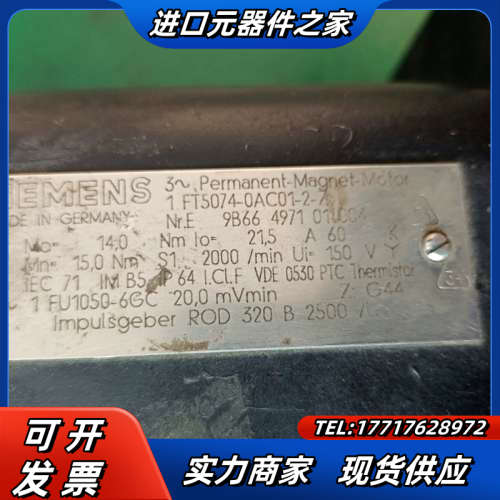 进口元器件之家
EMENS 3~ Permanent-Magnet-Motor
DE IN GERMANY 1 FT5074-0AC01-2-Z
Nr.E 9B66 4971 01
Mo= 14,0 Nm Io= 21,5 A 60 K
Mn= 15,0 Nm S1 2000 /min Ui= 150 V Y
IEC 71 IM B5 IP 64 I.CL.F VDE 0530 PTC Thermistor
1 FU1050-6GC 20,0 mVmin Z: G44
Impulsgeber ROD 320 B 2500
TEL:17717628972
可开发票
实力商家 现货供应